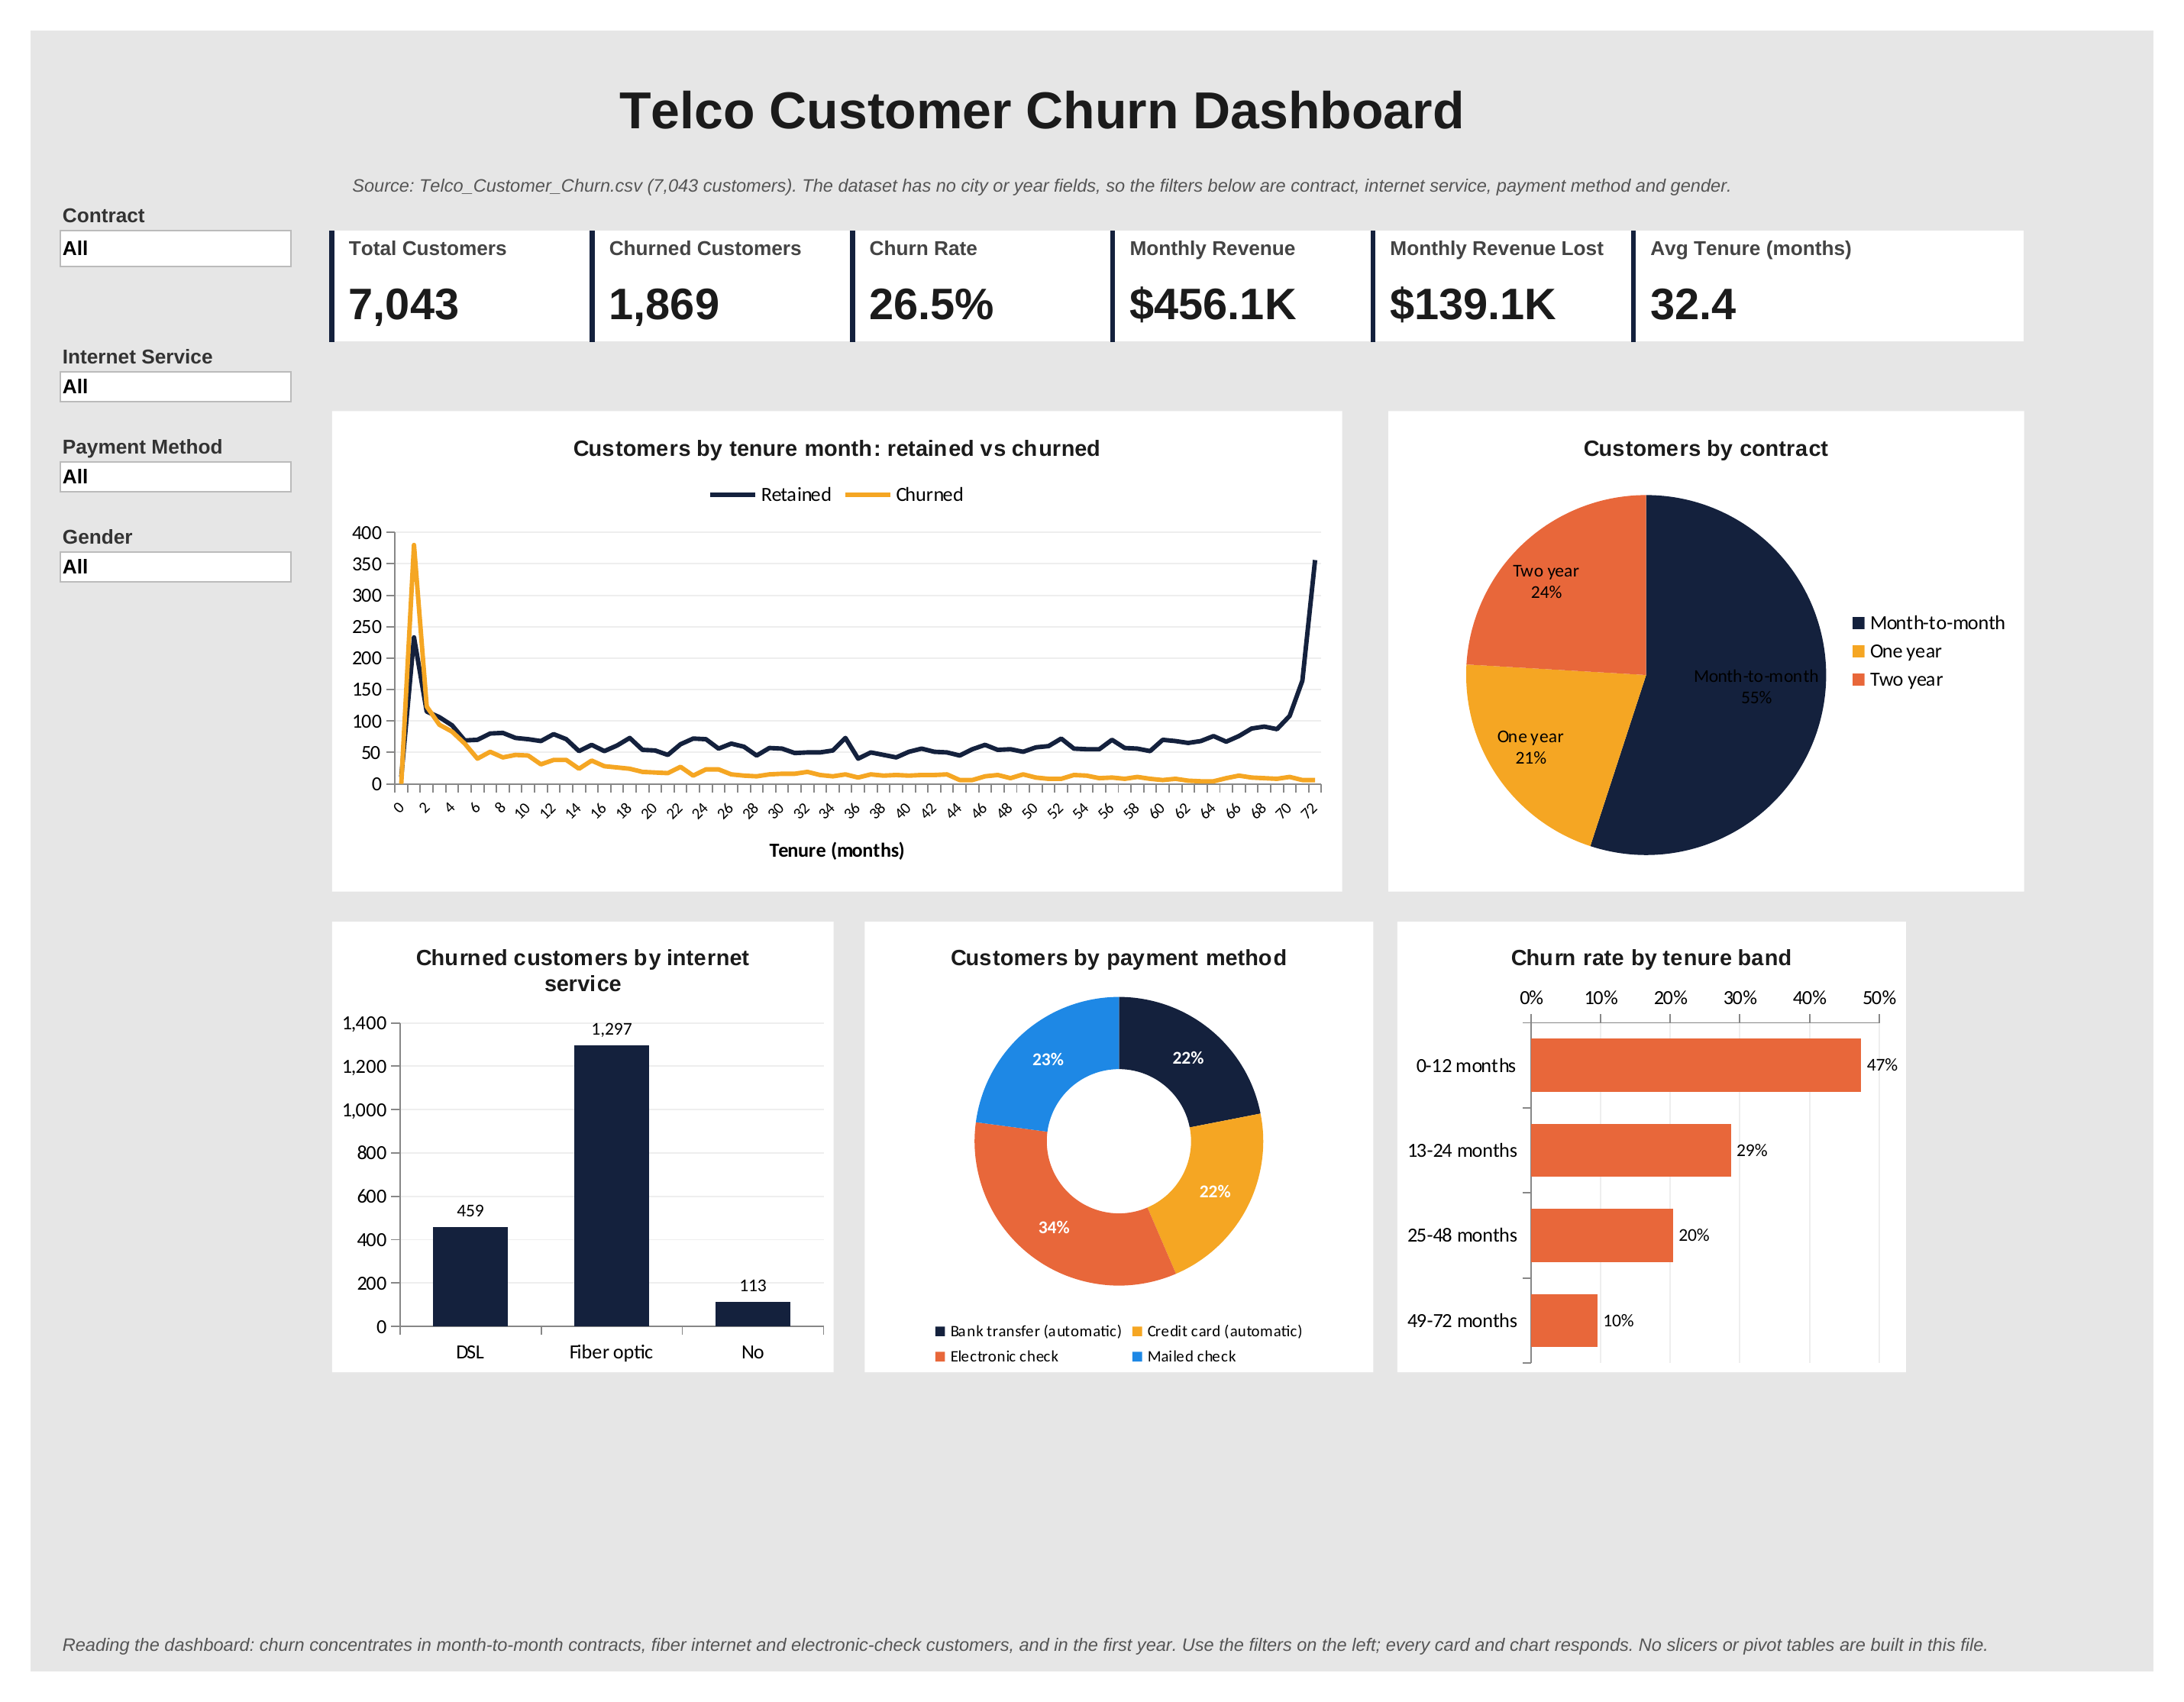 Telco Customer Churn Dashboard
Source: Telco_Customer_Churn.csv (7,043 customers). The dataset has no city or year fields, so the filters below are contract, internet service, payment method and gender.
Contract
All
Internet Service
All
Payment Method
All
Gender
All
Total Customers
7,043
Churned Customers
1,869
Churn Rate
26.5%
Monthly Revenue
$456.1K
Monthly Revenue Lost
$139.1K
Avg Tenure (months)
32.4
Customers by tenure month: retained vs churned
Retained Churned
400
350
300
250
200
150
100
50
0
0 2 4 6 8 10 12 14 16 18 20 22 24 26 28 30 32 34 36 38 40 42 44 46 48 50 52 54 56 58 60 62 64 66 68 70 72
Tenure (months)
Customers by contract
Two year
24%
Month-to-month
55%
One year
21%
Month-to-month
One year
Two year
Churned customers by internet
service
1,400
1,200
1,000
800
600
400
200
0
459
1,297
113
DSL Fiber optic No
Customers by payment method
23%
22%
22%
34%
Bank transfer (automatic) Credit card (automatic)
Electronic check Mailed check
Churn rate by tenure band
0% 10% 20% 30% 40% 50%
0-12 months 47%
13-24 months 29%
25-48 months 20%
49-72 months 10%
Reading the dashboard: churn concentrates in month-to-month contracts, fiber internet and electronic-check customers, and in the first year. Use the filters on the left; every card and chart responds. No slicers or pivot tables are built in this file.